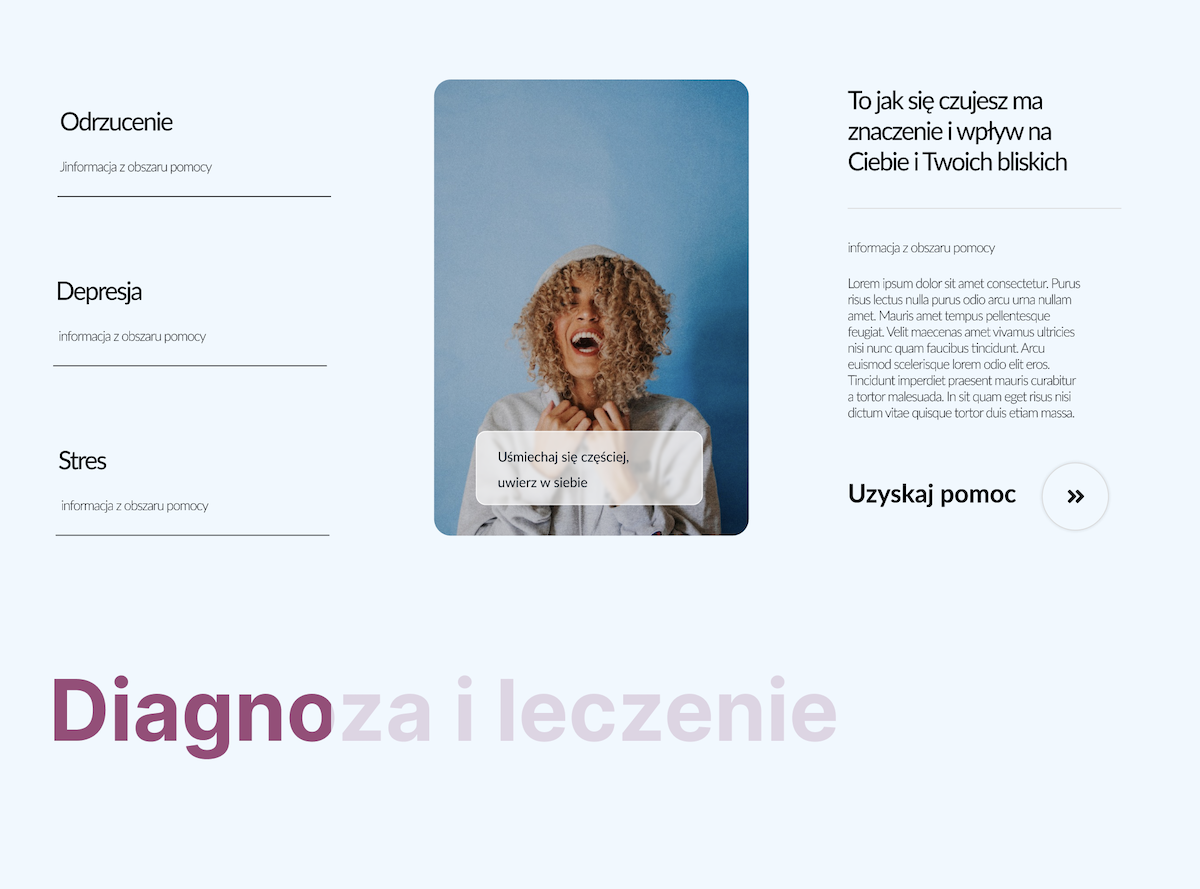 Odrzucenie
Jinformacja z obszaru pomocy
Depresja
informacja z obszaru pomocy
Stres
informacja z obszaru pomocy
Uśmiechaj się częściej,
uwierz w siebie
To jak się czujesz ma
znaczenie i wpływ na
Ciebie i Twoich bliskich
informacja z obszaru pomocy
Lorem ipsum dolor sit amet consectetur. Purus
risus lectus nulla purus odio arcu urna nullam
amet. Mauris amet tempus pellentesque
feugiat. Velit maecenas amet vivamus ultricies
nisi nunc quam faucibus tincidunt. Arcu
euismod scelerisque lorem odio elit eros.
Tincidunt imperdiet praesent mauris curabitur
a tortor malesuada. In sit quam eget risus nisi
dictum vitae quisque tortor duis etiam massa.
Uzyskaj pomoc
Diagnoza i leczenie